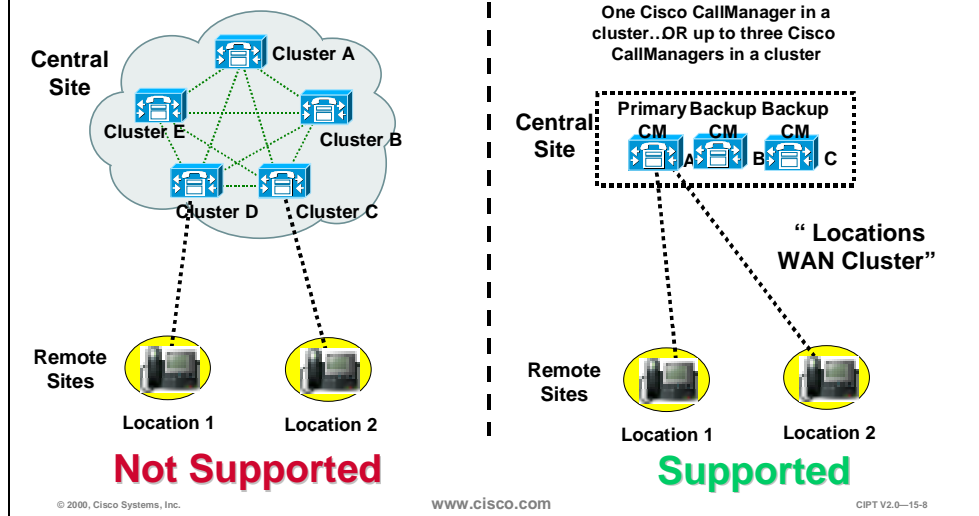 Central
Site
Cluster A
Cluster E
Cluster B
Cluster D
Cluster C
Remote
Sites
Location 1
Location 2
Not Supported
One Cisco CallManager in a
cluster…OR up to three Cisco
CallManagers in a cluster
Central
Site
Primary Backup Backup
CM CM CM
A B C
“ Locations
WAN Cluster”
Remote
Sites
Location 1
Location 2
Supported
© 2000, Cisco Systems, Inc.
www.cisco.com
CIPT V2.0—15-8